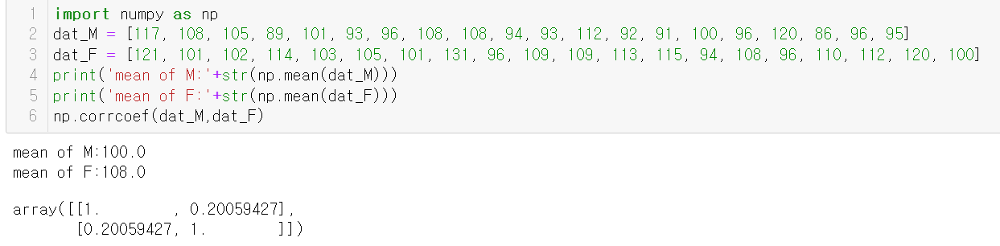 1 import numpy as np
2 dat_M = [117, 108, 105, 89, 101, 93, 96, 108, 108, 94, 93, 112, 92, 91, 100, 96, 120, 86, 96, 95]
3 dat_F = [121, 101, 102, 114, 103, 105, 101, 131, 96, 109, 109, 113, 115, 94, 108, 96, 110, 112, 120, 100]
4 print('mean of M:'+str(np.mean(dat_M)))
5 print('mean of F:'+str(np.mean(dat_F)))
6 np.corrcoef(dat_M,dat_F)
mean of M:100.0
mean of F:108.0
array([[1.        , 0.20059427],
       [0.20059427, 1.        ]])